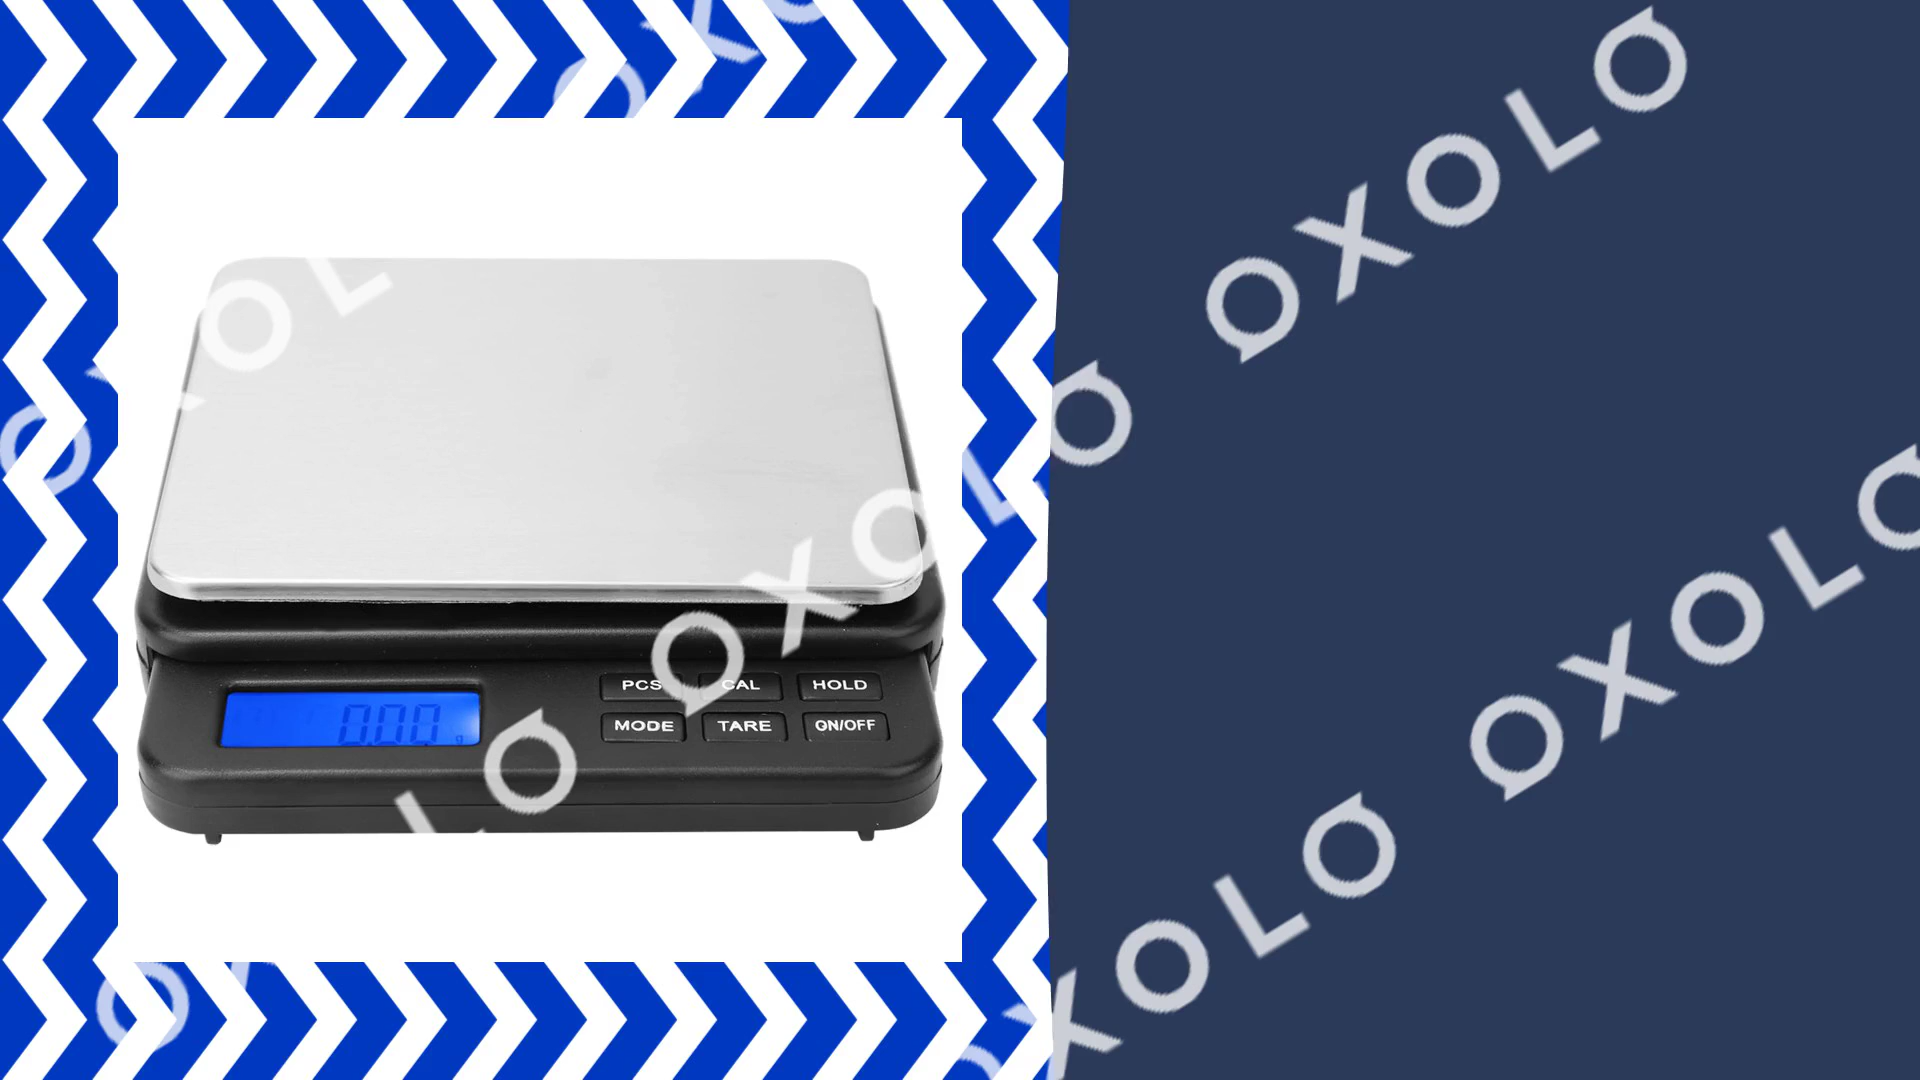 OXOLO
OXOLO
OXOLO
OXOLO
PCS CAL HOLD
0.00 g
MODE TARE ON/OFF